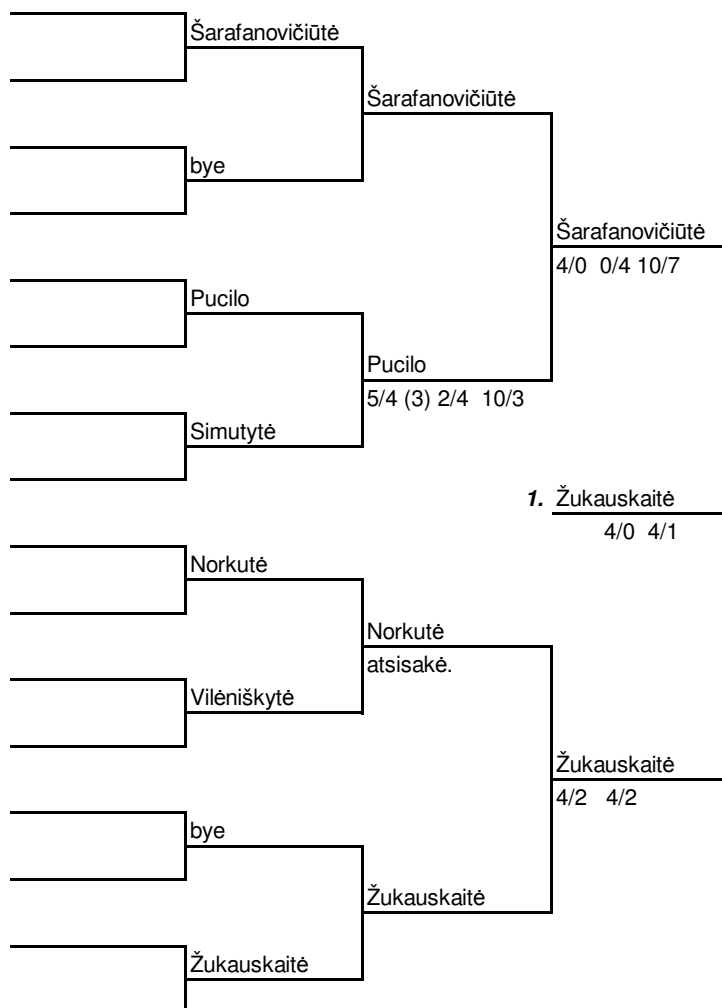 Šarafanovičiūtė
Šarafanovičiūtė
bye
Šarafanovičiūtė
4/0 0/4 10/7
Pucilo
Pucilo
5/4 (3) 2/4 10/3
Simutytė
1. Žukauskaitė
4/0 4/1
Norkutė
Norkutė
atsisakė.
Vilėniškytė
Žukauskaitė
4/2 4/2
bye
Žukauskaitė
Žukauskaitė